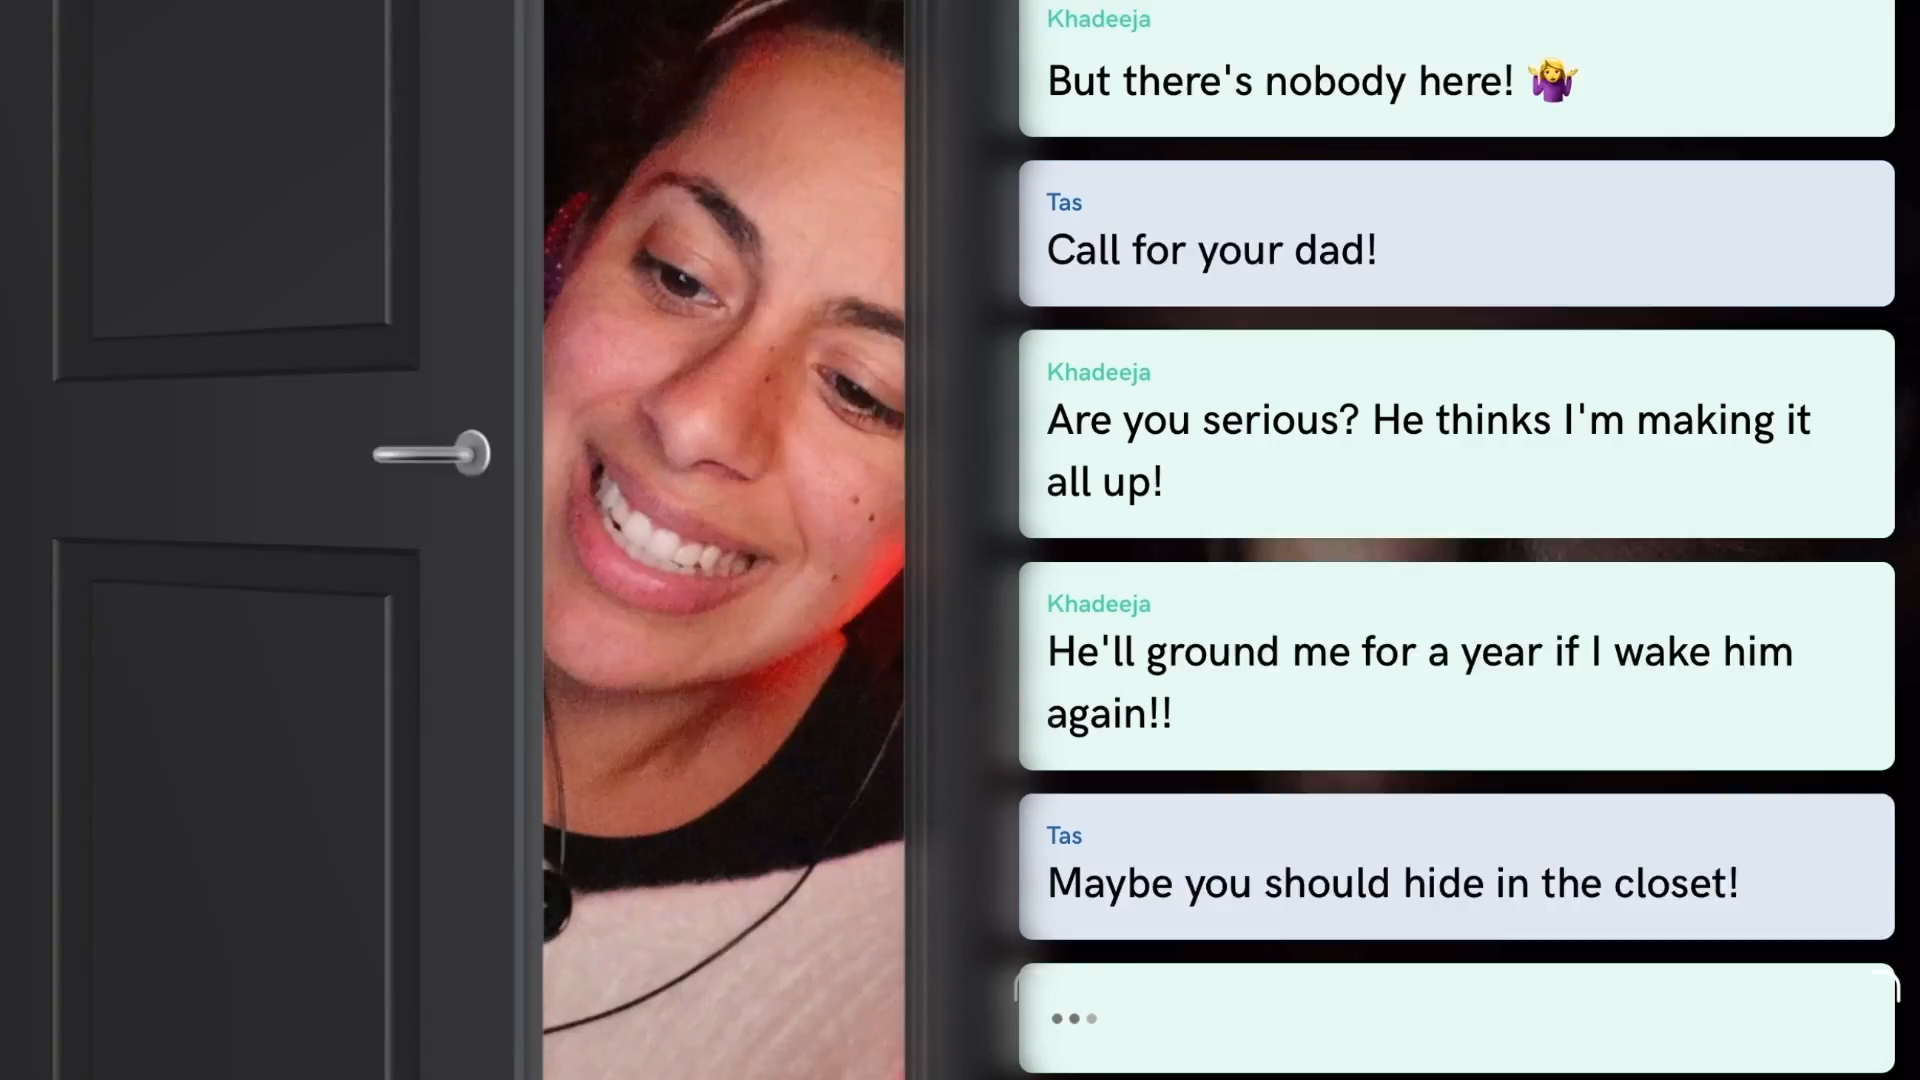 Khadeeja
But there's nobody here! 🤷‍♀️
Tas
Call for your dad!
Khadeeja
Are you serious? He thinks I'm making it
all up!
Khadeeja
He'll ground me for a year if I wake him
again!!
Tas
Maybe you should hide in the closet!